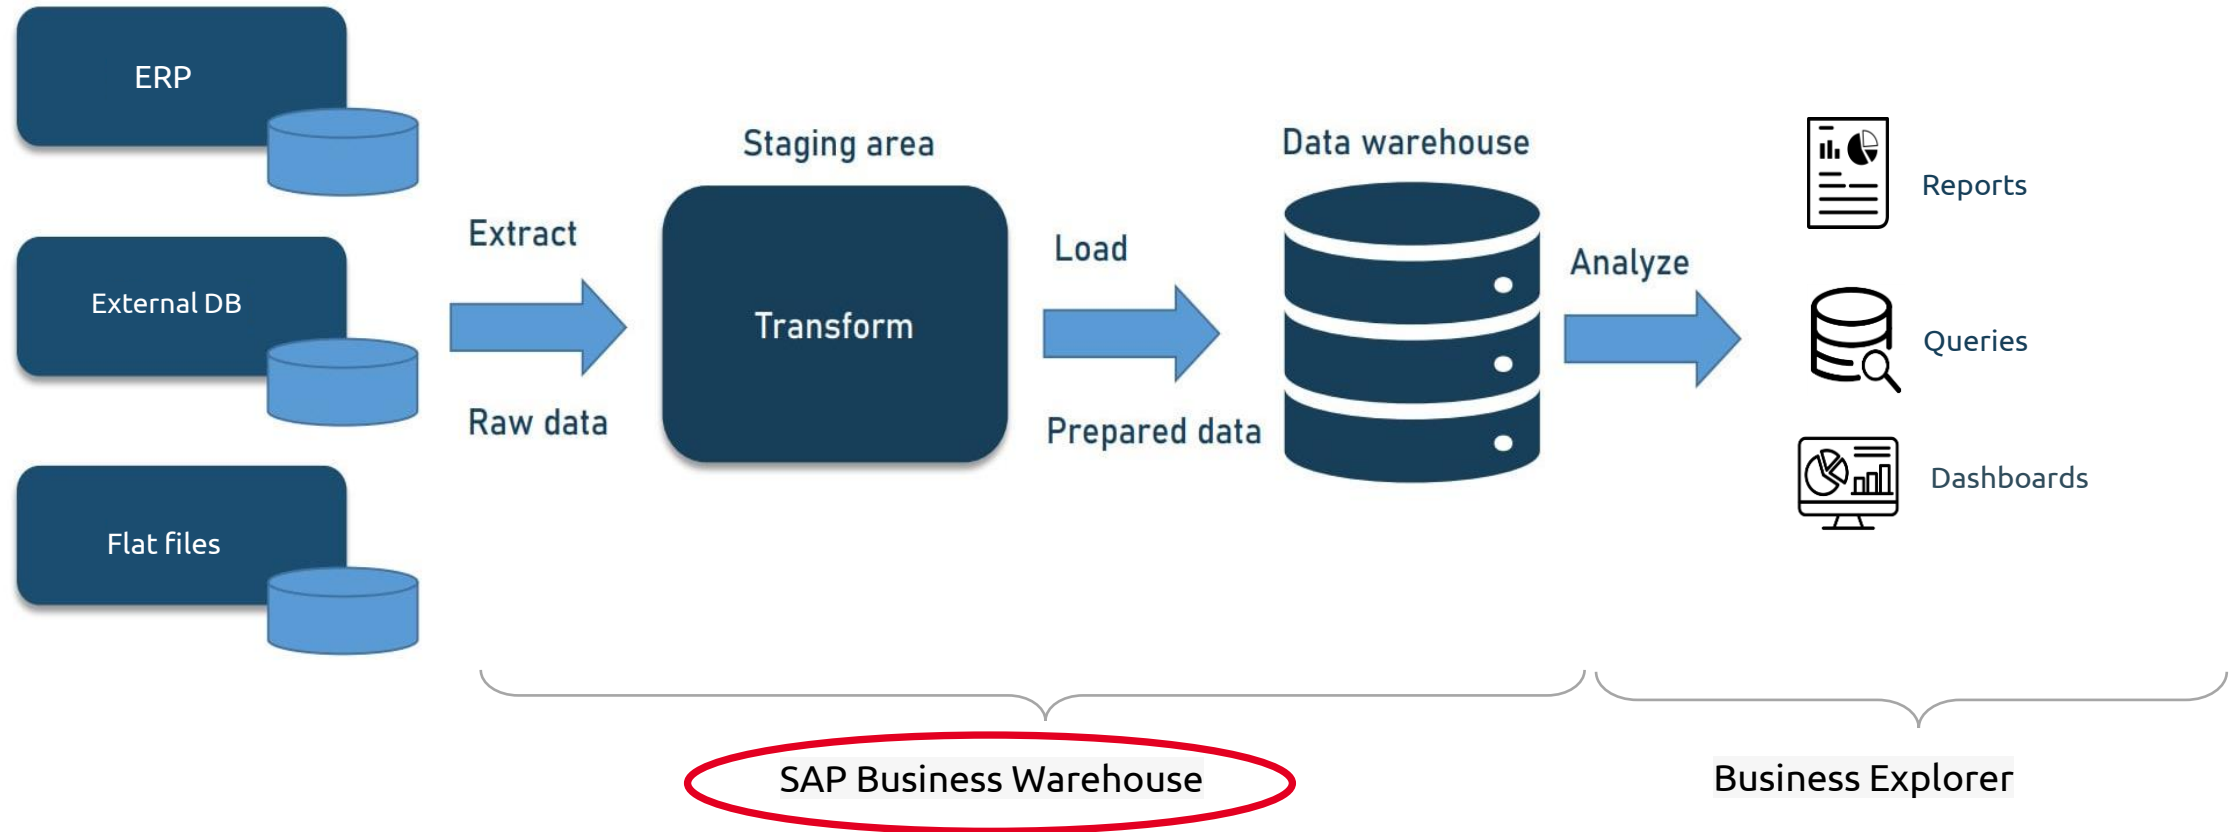 ERP
External DB
Flat files
Extract
Raw data
Staging area
Transform
Load
Prepared data
Data warehouse
Analyze
Reports
Queries
Dashboards
SAP Business Warehouse
Business Explorer